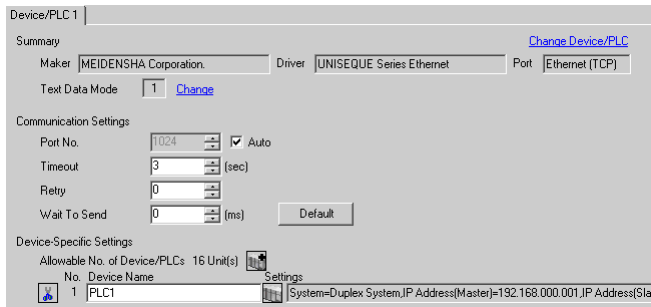 Device/PLC 1
Summary Change Device/PLC
Maker MEIDENSHA Corporation. Driver UNISEQUE Series Ethernet Port Ethernet (TCP)
Text Data Mode 1 Change
Communication Settings
Port No. 1024 Auto
Timeout 3 (sec)
Retry 0
Wait To Send 0 (ms) Default
Device-Specific Settings
Allowable No. of Device/PLCs 16 Unit(s)
No. Device Name Settings
1 PLC1 System=Duplex System,IP Address(Master)=192.168.000.001,IP Address(Sla